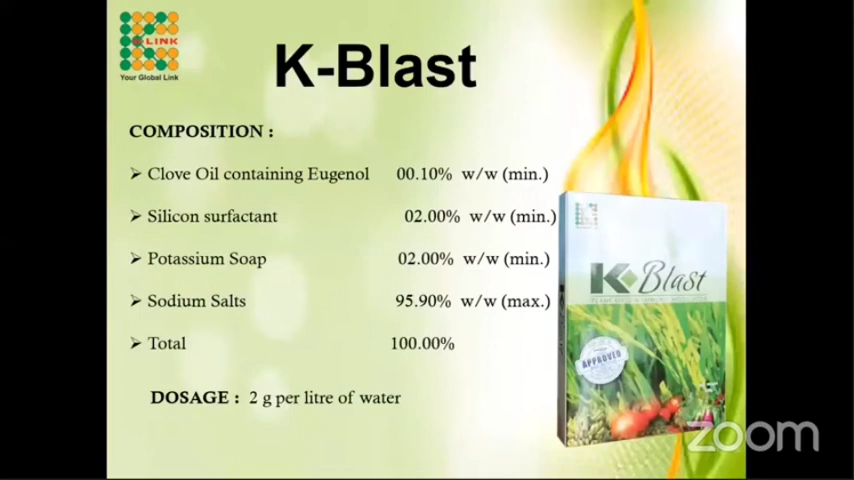 K-LINK
Your Global Link
K-Blast
COMPOSITION :
➢ Clove Oil containing Eugenol 00.10% w/w (min.)
➢ Silicon surfactant 02.00% w/w (min.)
➢ Potassium Soap 02.00% w/w (min.)
➢ Sodium Salts 95.90% w/w (max.)
➢ Total 100.00%
DOSAGE : 2 g per litre of water
K Blast
APPROVED
zoom